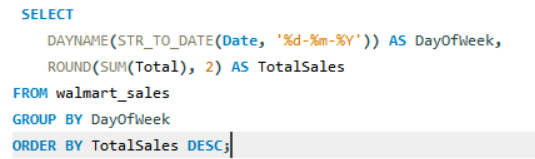 SELECT
DAYNAME(STR_TO_DATE(Date, '%d-%m-%Y')) AS DayOfWeek,
ROUND(SUM(Total), 2) AS TotalSales
FROM walmart_sales
GROUP BY DayOfWeek
ORDER BY TotalSales DESC;